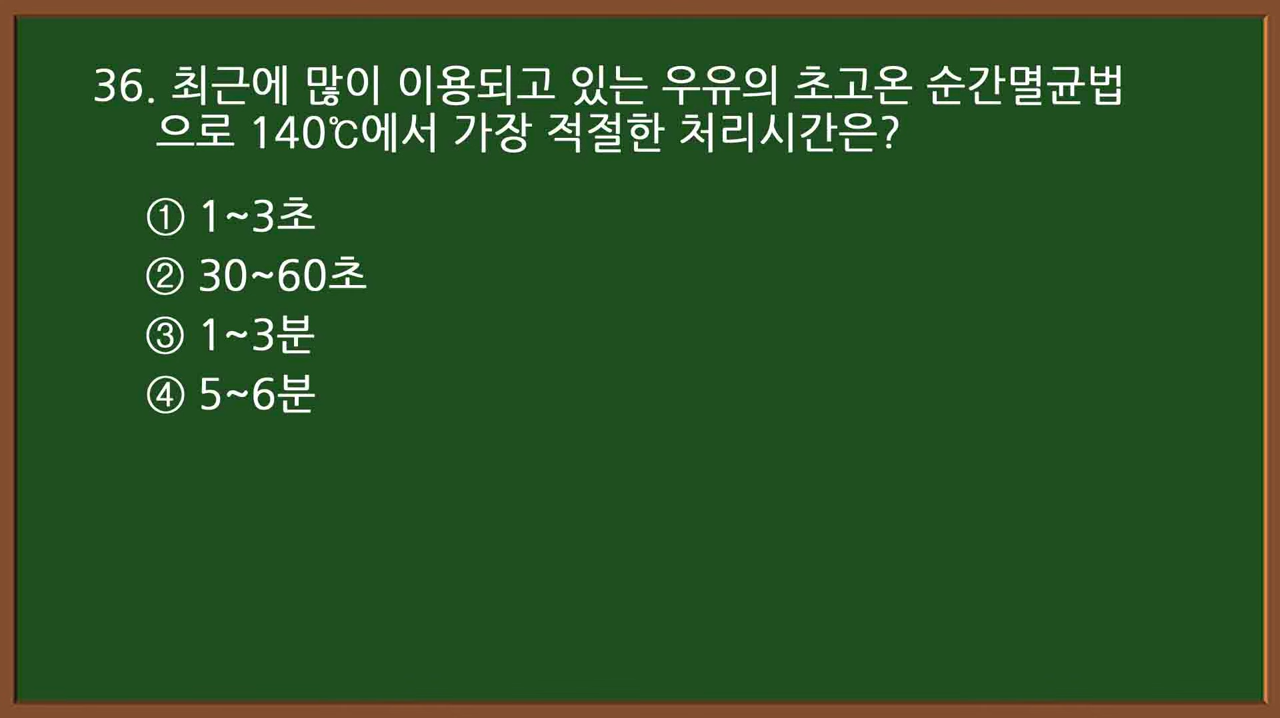 36. 최근에 많이 이용되고 있는 우유의 초고온 순간멸균법
으로 140℃에서 가장 적절한 처리시간은?
① 1~3초
② 30~60초
③ 1~3분
④ 5~6분